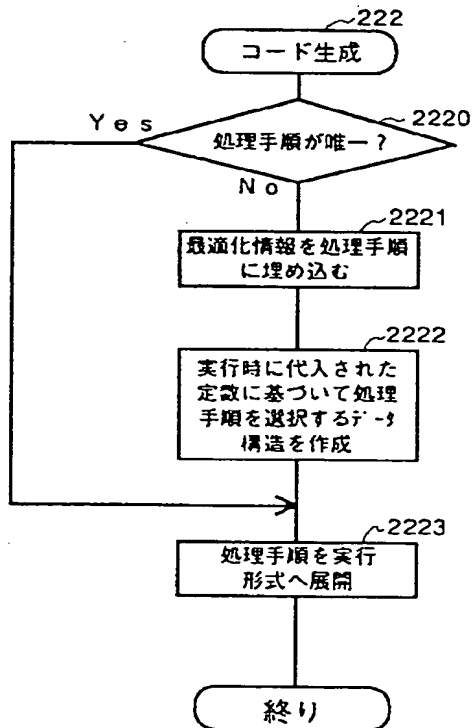 222
コード生成
2220
Yes
処理手順が唯一?
No
2221
最適化情報を処理手順
に埋め込む
2222
実行時に代入された
定数に基づいて処理
手順を選択するデータ
構造を作成
2223
処理手順を実行
形式へ展開
終り